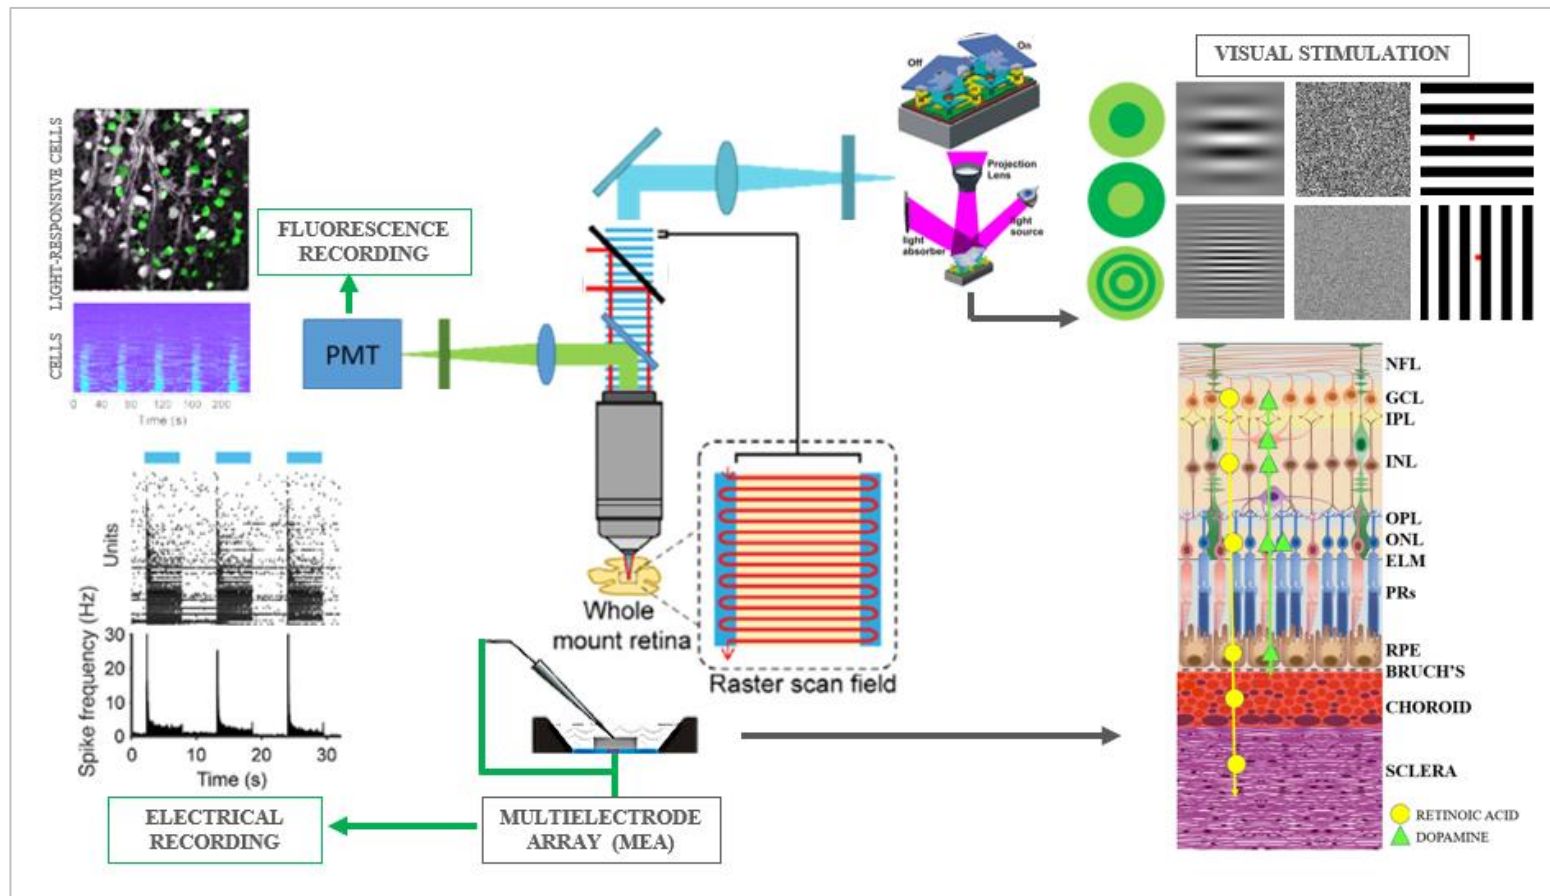 VISUAL STIMULATION
Off
On
Projection
Lens
light
source
light
absorber
LIGHT-RESPONSIVE CELLS
CELLS
0 40 80 120 160 200
Time (s)
FLUORESCENCE
RECORDING
PMT
Whole
mount retina
Raster scan field
Units
Spike frequency (Hz)
30
20
10
0
0 10 20 30
Time (s)
ELECTRICAL
RECORDING
MULTIELECTRODE
ARRAY (MEA)
NFL
GCL
IPL
INL
OPL
ONL
ELM
PRs
RPE
BRUCH'S
CHOROID
SCLERA
RETINOIC ACID
DOPAMINE